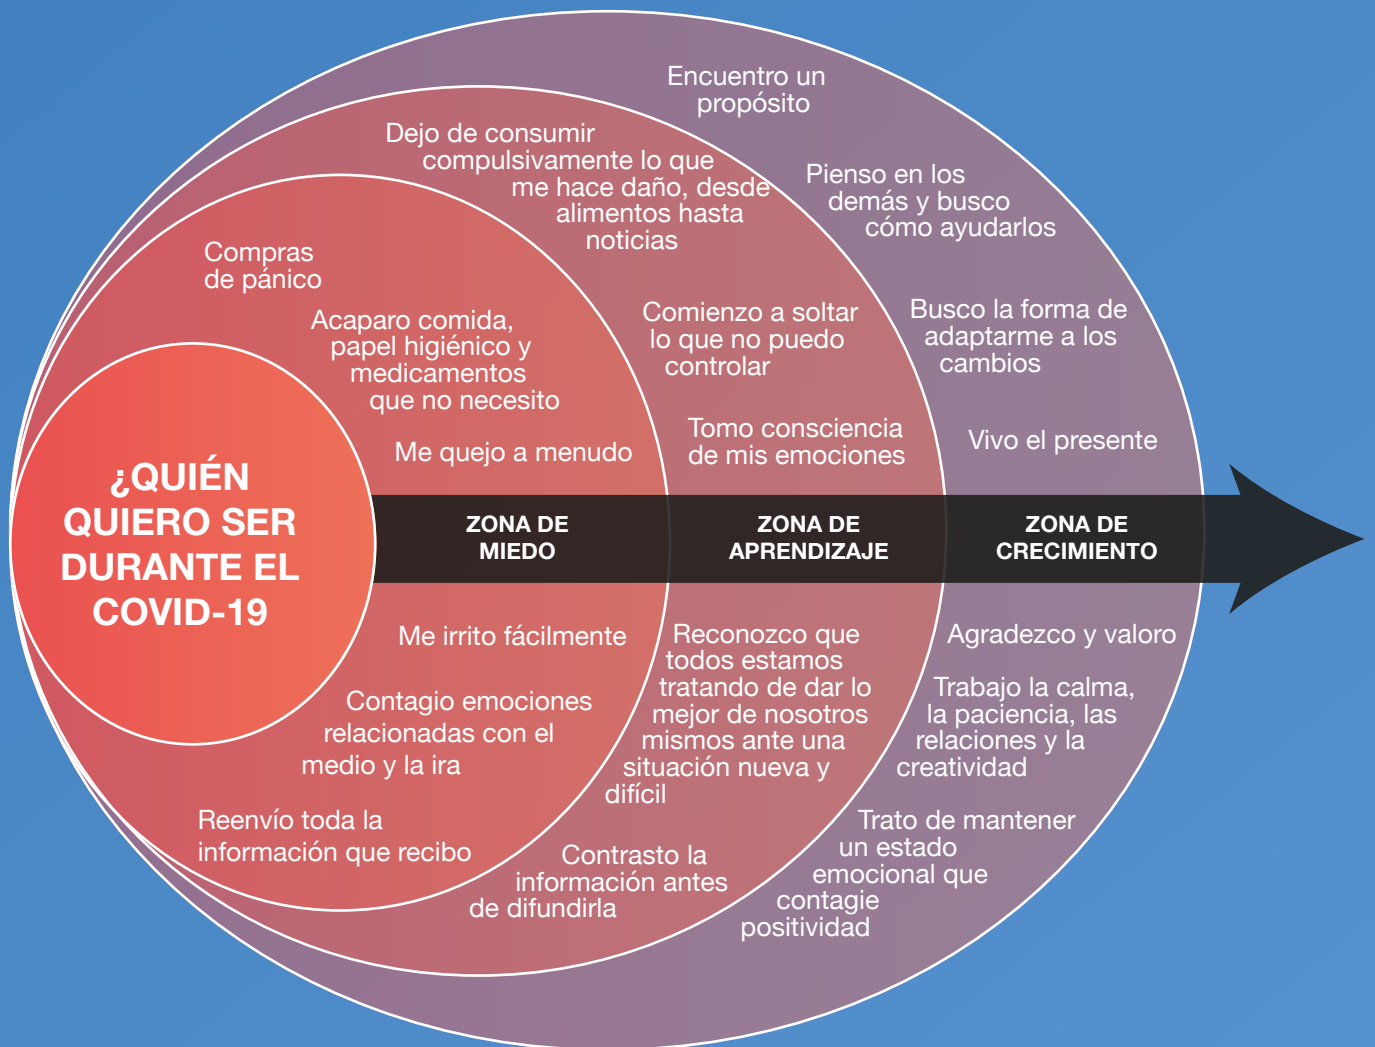 Encuentro un
propósito
Dejo de consumir
compulsivamente lo que
me hace daño, desde
alimentos hasta
noticias
Pienso en los
demás y busco
cómo ayudarlos
Compras
de pánico
Acaparo comida,
papel higiénico y
medicamentos
que no necesito
Comienzo a soltar
lo que no puedo
controlar
Busco la forma de
adaptarme a los
cambios
Me quejo a menudo
Tomo consciencia
de mis emociones
Vivo el presente
¿QUIÉN
QUIERO SER
DURANTE EL
COVID-19
ZONA DE
MIEDO
ZONA DE
APRENDIZAJE
ZONA DE
CRECIMIENTO
Me irrito fácilmente
Contagio emociones
relacionadas con el
medio y la ira
Reenvío toda la
información que recibo
Reconozco que
todos estamos
tratando de dar lo
mejor de nosotros
mismos ante una
situación nueva y
difícil
Contrasto la
información antes
de difundirla
Agradezco y valoro
Trabajo la calma,
la paciencia, las
relaciones y la
creatividad
Trato de mantener
un estado
emocional que
contagie
positividad